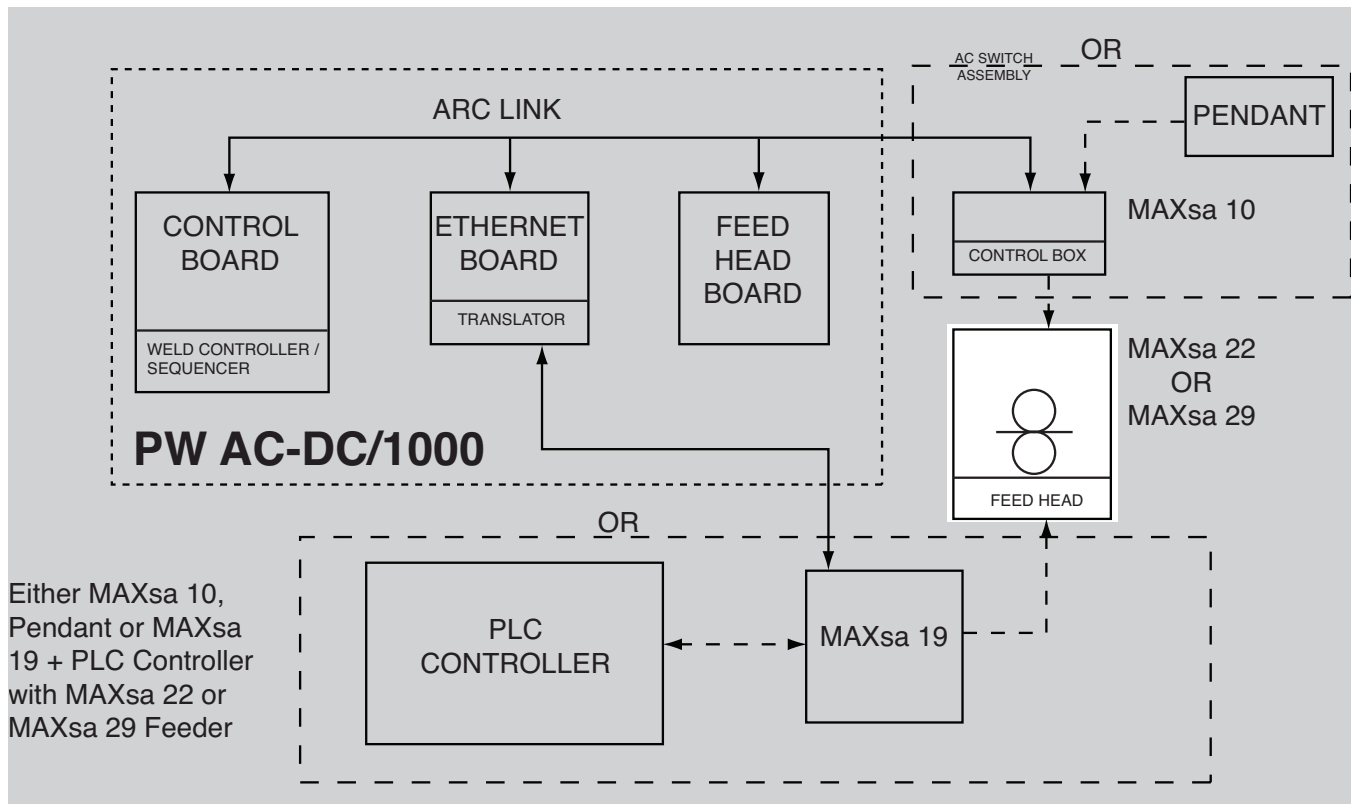 OR
AC SWITCH
ASSEMBLY
PENDANT
ARC LINK
MAXsa 10
CONTROL BOX
CONTROL
BOARD
WELD CONTROLLER /
SEQUENCER
ETHERNET
BOARD
TRANSLATOR
FEED
HEAD
BOARD
PW AC-DC/1000
MAXsa 22
OR
MAXsa 29
FEED HEAD
OR
Either MAXsa 10,
Pendant or MAXsa
19 + PLC Controller
with MAXsa 22 or
MAXsa 29 Feeder
PLC
CONTROLLER
MAXsa 19